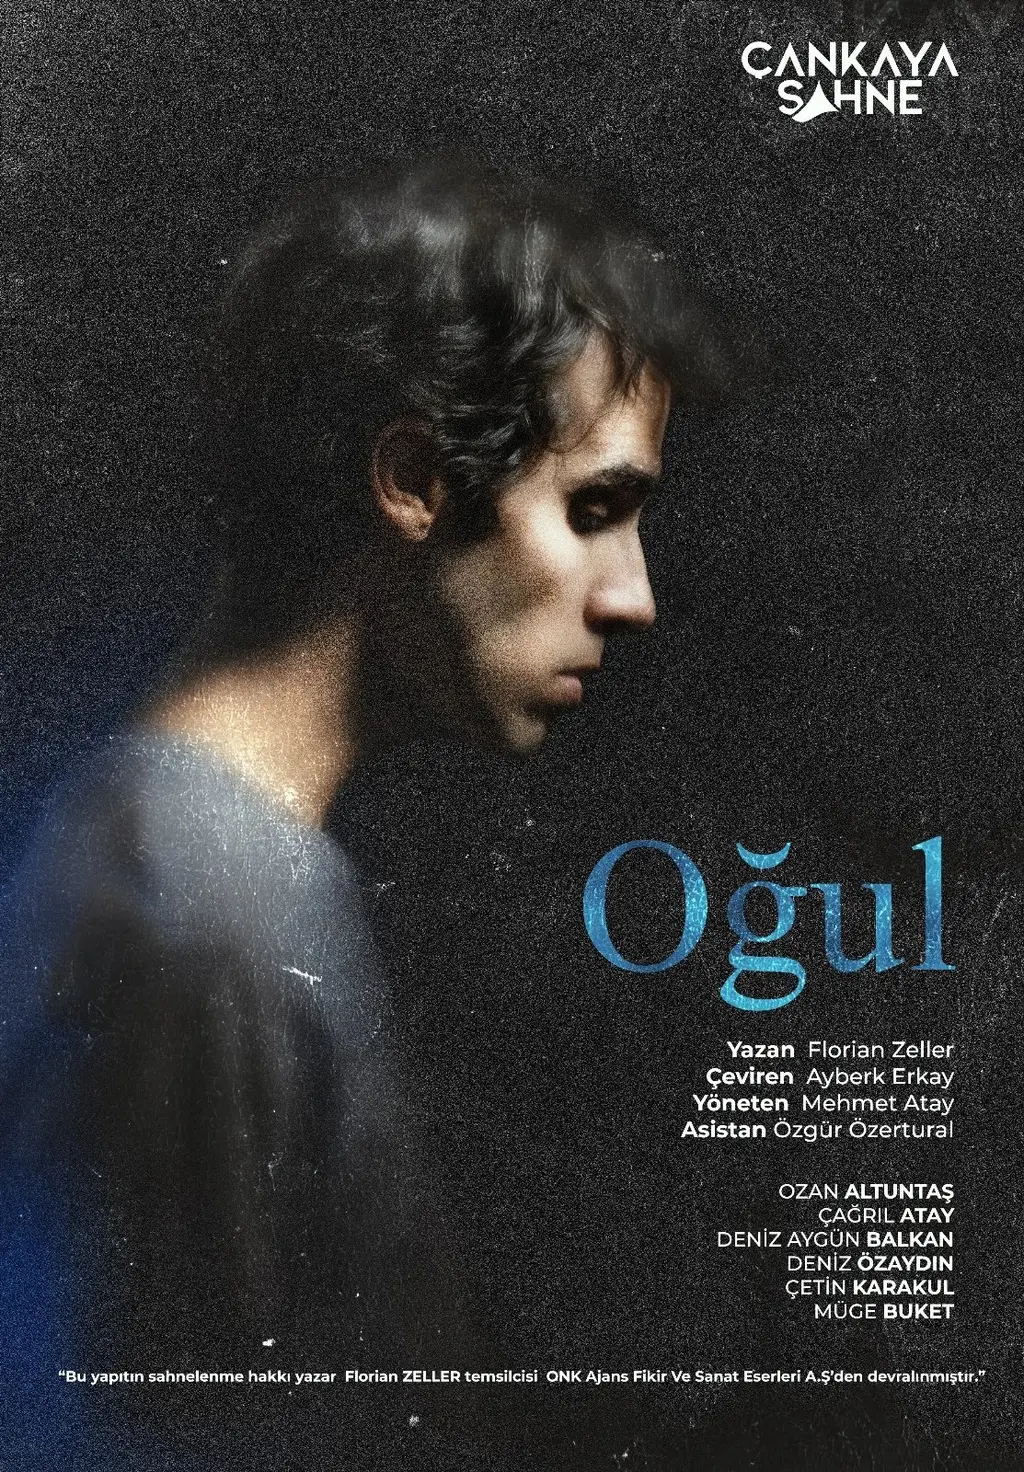 ÇANKAYA
SAHNE
Oğul
Yazan Florian Zeller
Çeviren Ayberk Erkay
Yöneten Mehmet Atay
Asistan Özgür Özertural
OZAN ALTUNTAŞ
ÇAĞRIL ATAY
DENİZ AYGÜN BALKAN
DENİZ ÖZAYDIN
ÇETİN KARAKUL
MÜGE BUKET
“Bu yapıtın sahnelenme hakkı yazar Florian ZELLER temsilcisi ONK Ajans Fikir Ve Sanat Eserleri A.Ş’den devralınmıştır.”